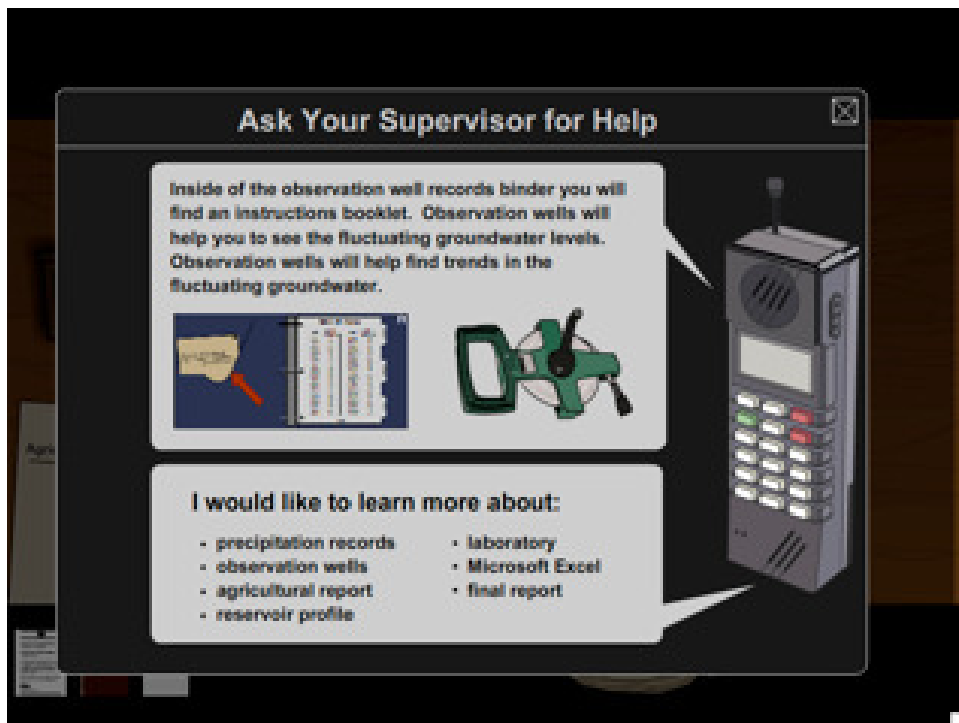 Ask Your Supervisor for Help
Inside of the observation well records binder you will
find an instructions booklet.  Observation wells will
help you to see the fluctuating groundwater levels.
Observation wells will help find trends in the
fluctuating groundwater.
I would like to learn more about:
• precipitation records
• observation wells
• agricultural report
• reservoir profile
• laboratory
• Microsoft Excel
• final report